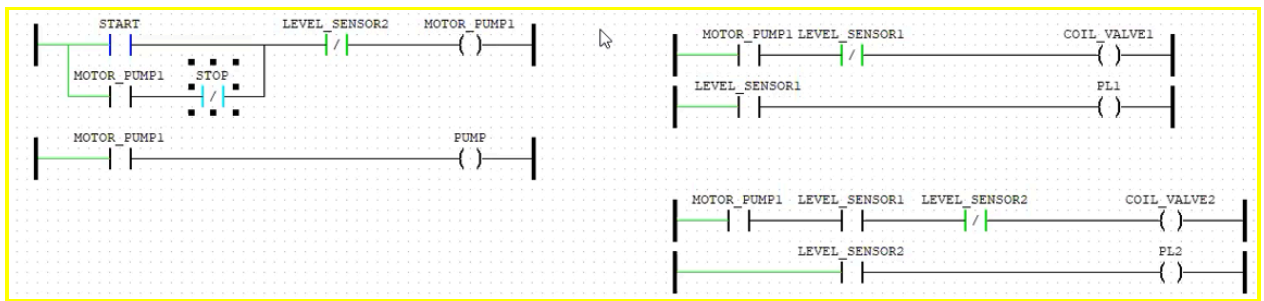 START LEVEL_SENSOR2 MOTOR_PUMP1
MOTOR_PUMP1 STOP
MOTOR_PUMP1 PUMP
MOTOR_PUMP1 LEVEL_SENSOR1 COIL_VALVE1
LEVEL_SENSOR1 PL1
MOTOR_PUMP1 LEVEL_SENSOR1 LEVEL_SENSOR2 COIL_VALVE2
LEVEL_SENSOR2 PL2